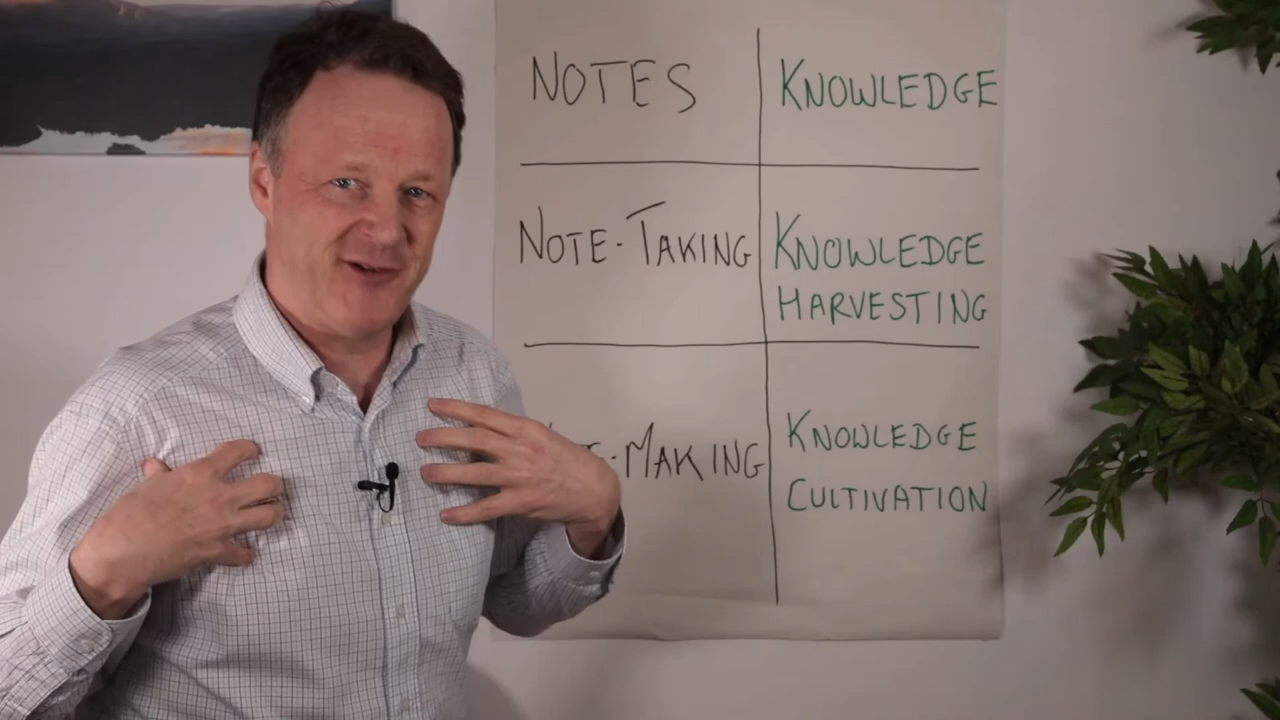 NOTES
KNOWLEDGE
NOTE-TAKING
KNOWLEDGE
HARVESTING
-MAKING
KNOWLEDGE
CULTIVATION